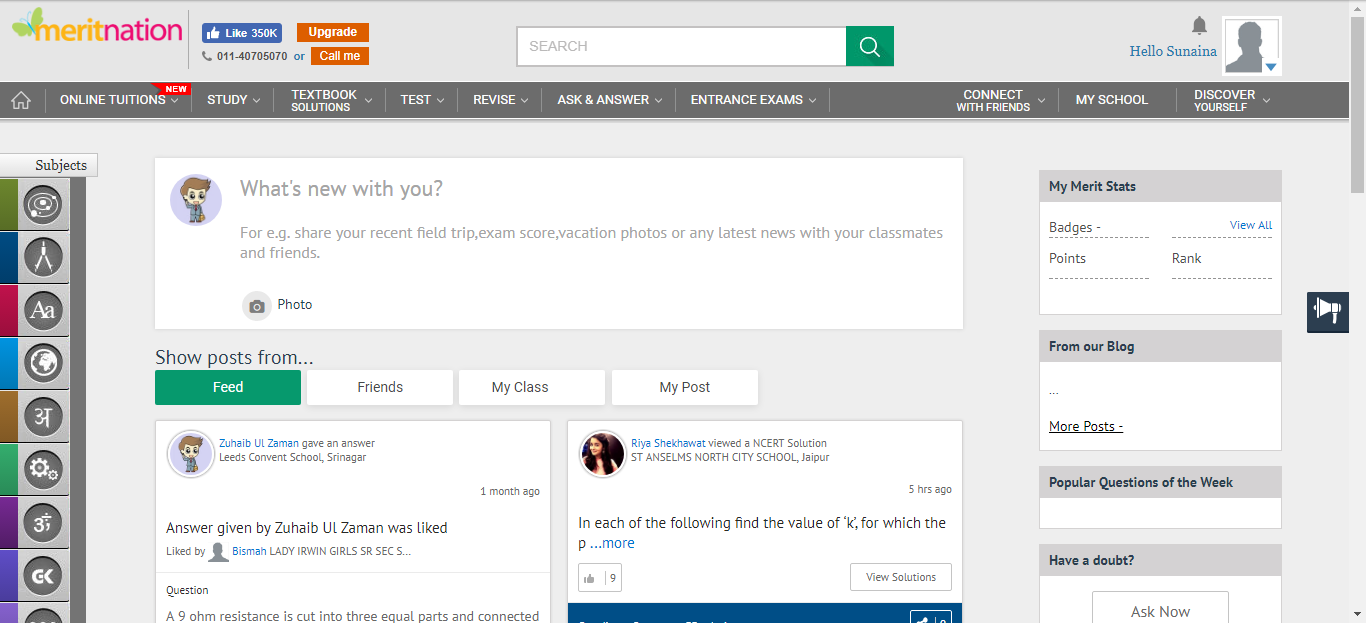 meritnation
Like 350K
Upgrade
011-40705070 or
Call me
SEARCH
Hello Sunaina
ONLINE TUITIONS
NEW
STUDY
TEXTBOOK
SOLUTIONS
TEST
REVISE
ASK & ANSWER
ENTRANCE EXAMS
CONNECT
WITH FRIENDS
MY SCHOOL
DISCOVER
YOURSELF
Subjects
Aa
अ
ॐ
GK
What's new with you?
For e.g. share your recent field trip,exam score,vacation photos or any latest news with your classmates
and friends.
Photo
Show posts from...
Feed
Friends
My Class
My Post
Zuhaib Ul Zaman gave an answer
Leeds Convent School, Srinagar
1 month ago
Answer given by Zuhaib Ul Zaman was liked
Liked by Bismah LADY IRWIN GIRLS SR SEC S...
Question
A 9 ohm resistance is cut into three equal parts and connected
Riya Shekhawat viewed a NCERT Solution
ST ANSELMS NORTH CITY SCHOOL, Jaipur
5 hrs ago
In each of the following find the value of ‘k’, for which the
p ...more
9
View Solutions
My Merit Stats
Badges -
View All
Points
Rank
From our Blog
...
More Posts -
Popular Questions of the Week
Have a doubt?
Ask Now